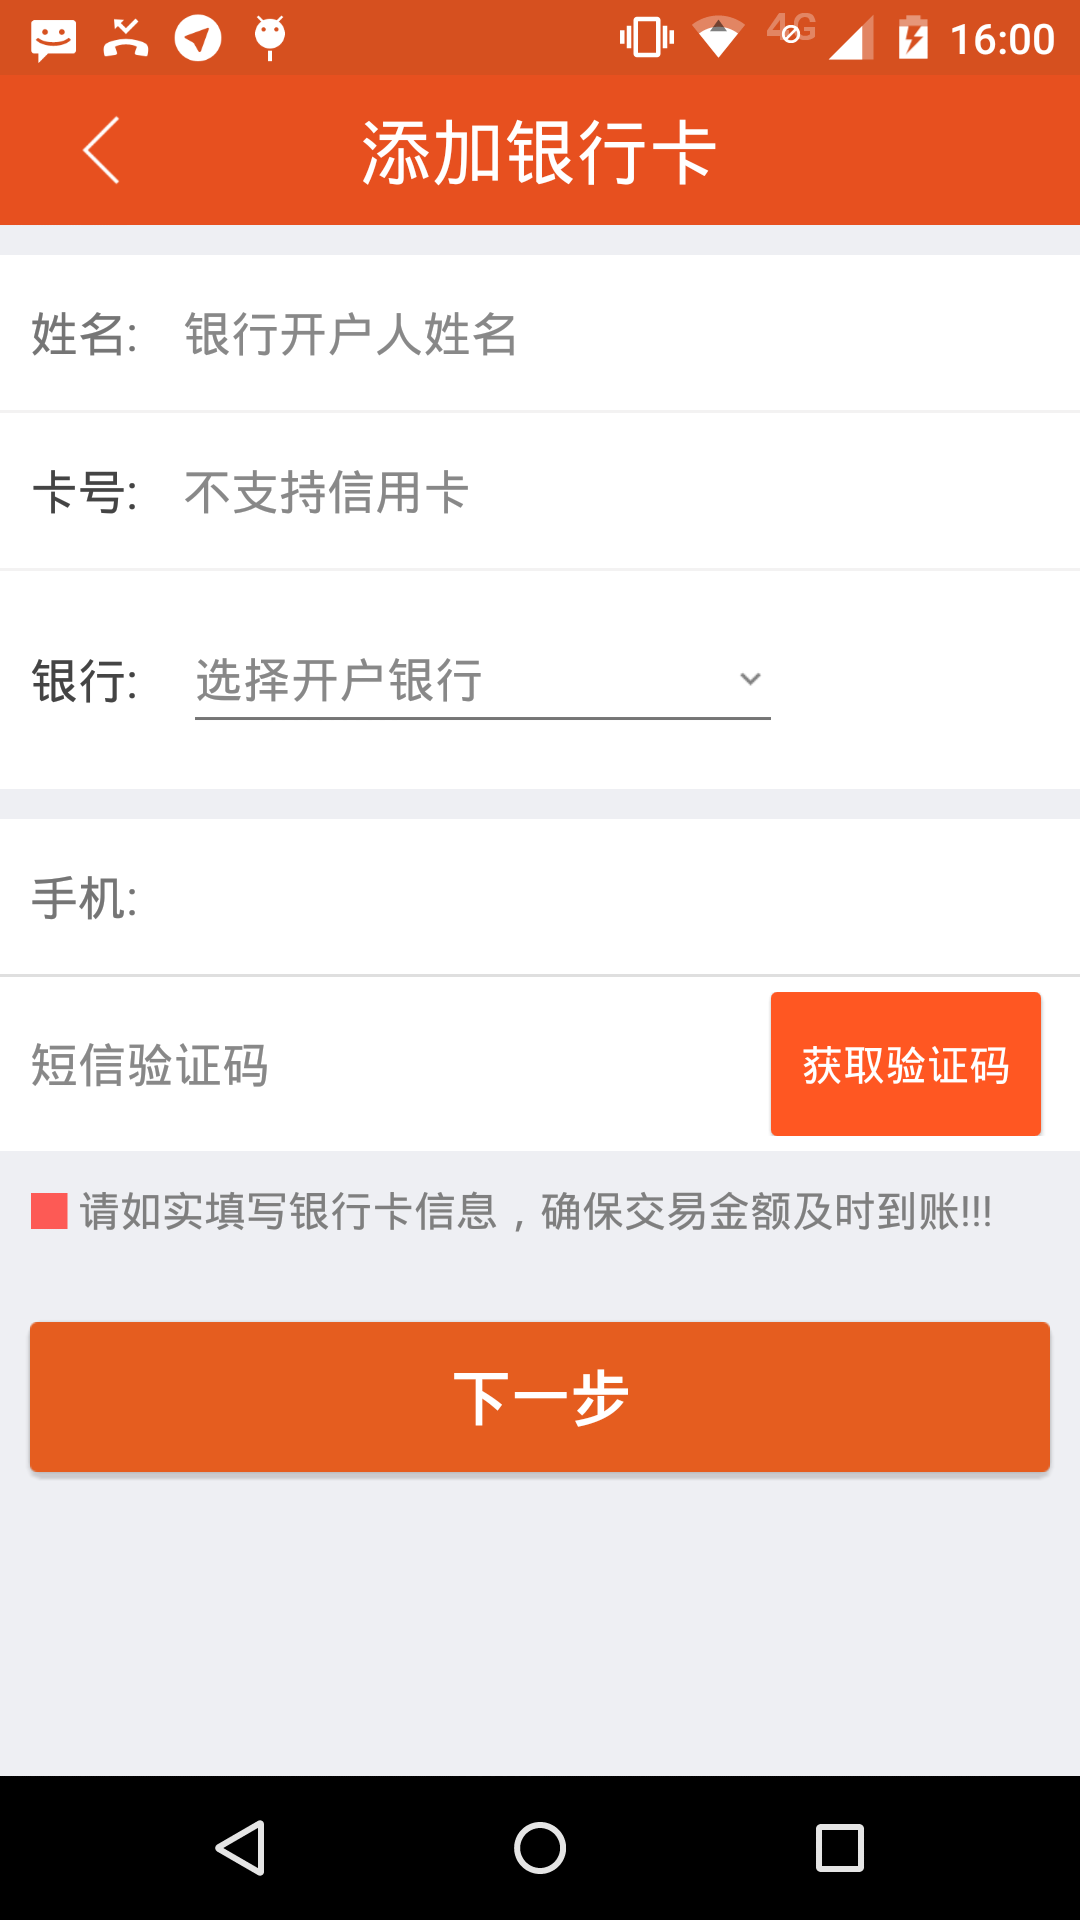 4G 16:00
添加银行卡
姓名: 银行开户人姓名
卡号: 不支持信用卡
银行: 选择开户银行
手机:
短信验证码 获取验证码
请如实填写银行卡信息，确保交易金额及时到账!!!
下一步